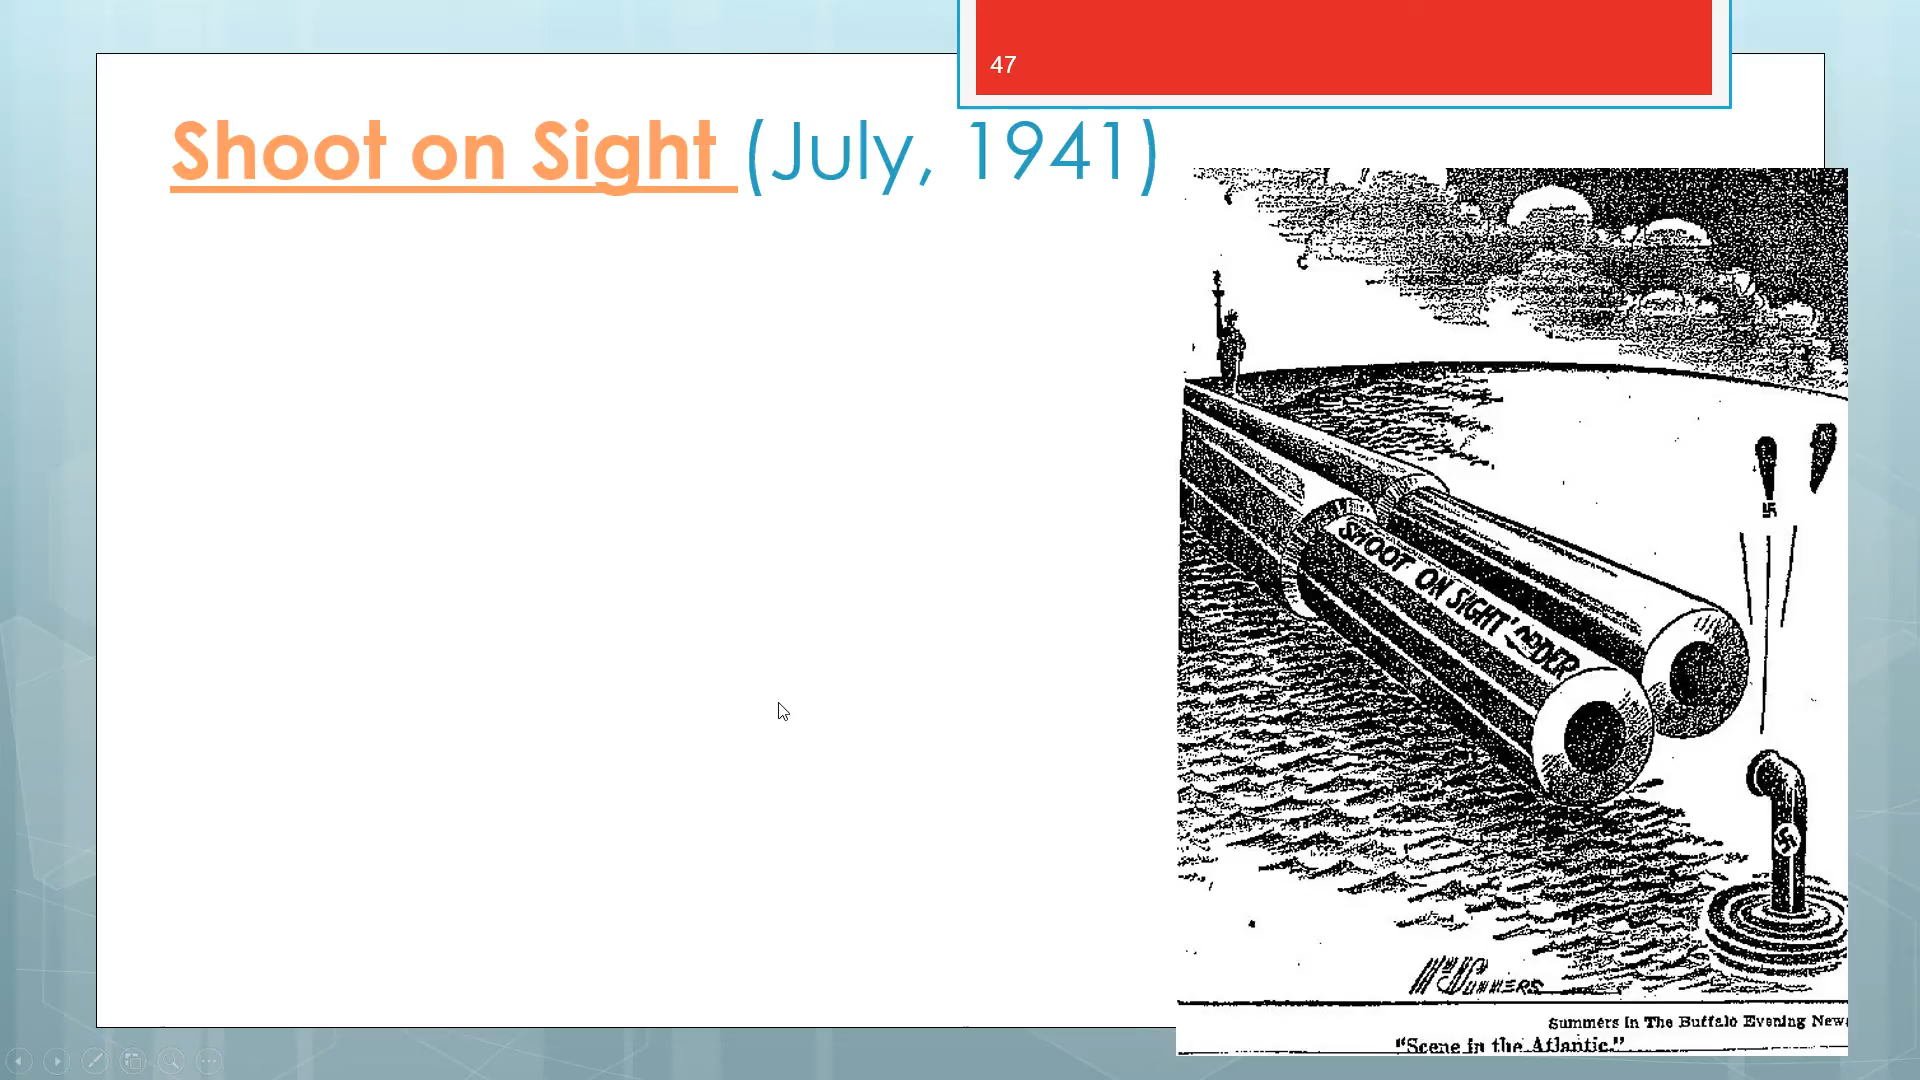 47
Shoot on Sight (July, 1941)
SHOOT ON SIGHT" ORDER
Summers in The Buffalo Evening News
"Scene in the Atlantic."